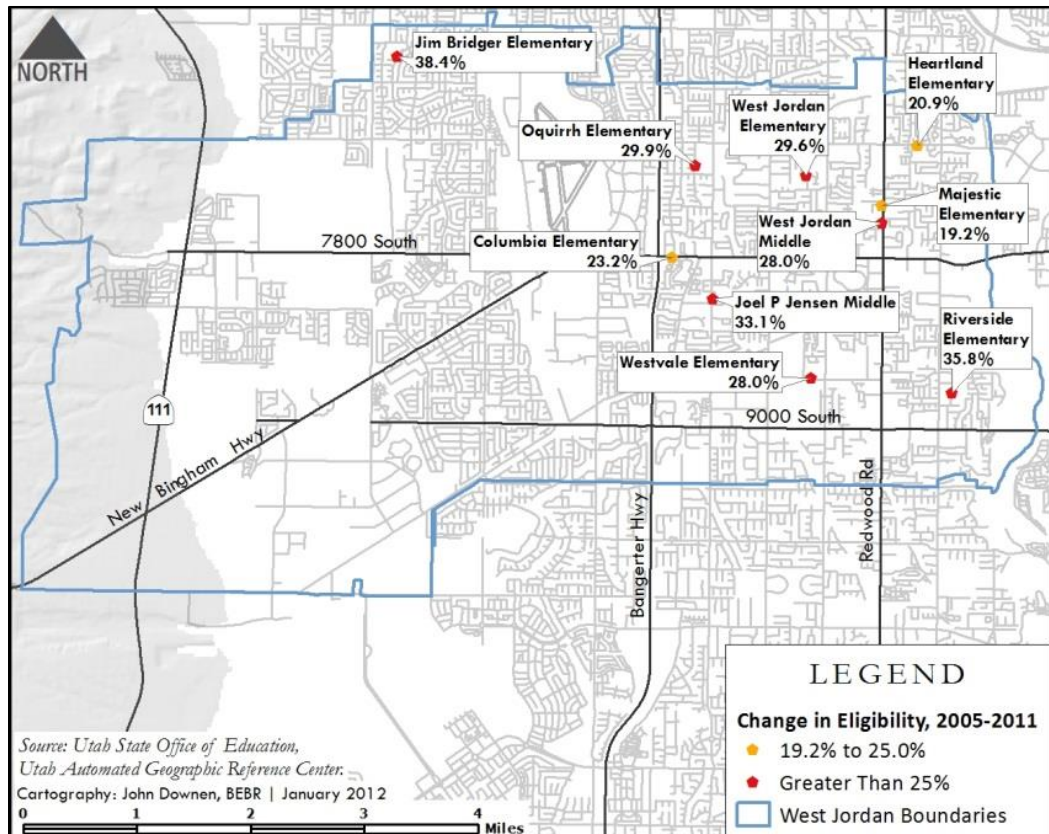 NORTH
Jim Bridger Elementary
38.4%
Heartland
Elementary
20.9%
West Jordan
Elementary
29.6%
Oquirrh Elementary
29.9%
Majestic
Elementary
19.2%
West Jordan
Middle
28.0%
7800 South
Columbia Elementary
23.2%
Joel P Jensen Middle
33.1%
Riverside
Elementary
35.8%
Westvale Elementary
28.0%
111
9000 South
New Bingham Hwy
Bangerter Hwy
Redwood Rd
LEGEND
Change in Eligibility, 2005-2011
19.2% to 25.0%
Greater Than 25%
West Jordan Boundaries
Source: Utah State Office of Education,
Utah Automated Geographic Reference Center.
Cartography: John Downen, BEBR | January 2012
0 1 2 3 4
Miles